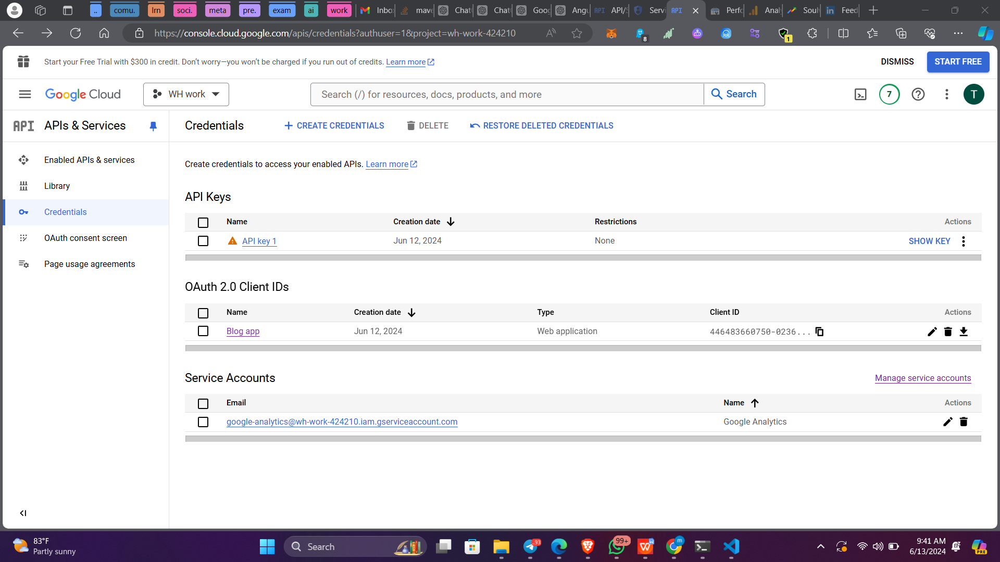 ..
comu.
lrn
soci.
meta
pre.
exam
ai
work
Inbo
mave
Chat
Chat
Goog
Angu
API
API/S
Servi
API
Perfo
Analy
Soul
Feed
https://console.cloud.google.com/apis/credentials?authuser=1&project=wh-work-424210
8
1
Start your Free Trial with $300 in credit. Don’t worry—you won’t be charged if you run out of credits. Learn more
DISMISS
START FREE
Google Cloud
WH work
Search (/) for resources, docs, products, and more
Search
7
T
API APIs & Services
Credentials
CREATE CREDENTIALS
DELETE
RESTORE DELETED CREDENTIALS
Enabled APIs & services
Library
Credentials
OAuth consent screen
Page usage agreements
Create credentials to access your enabled APIs. Learn more
API Keys
Name Creation date Restrictions Actions
API key 1 Jun 12, 2024 None SHOW KEY
OAuth 2.0 Client IDs
Name Creation date Type Client ID Actions
Blog app Jun 12, 2024 Web application 446483660750-0236...
Service Accounts
Manage service accounts
Email Name Actions
google-analytics@wh-work-424210.iam.gserviceaccount.com Google Analytics
83°F
Partly sunny
Search
..93
99+
W
m
9:41 AM
6/13/2024
PRE